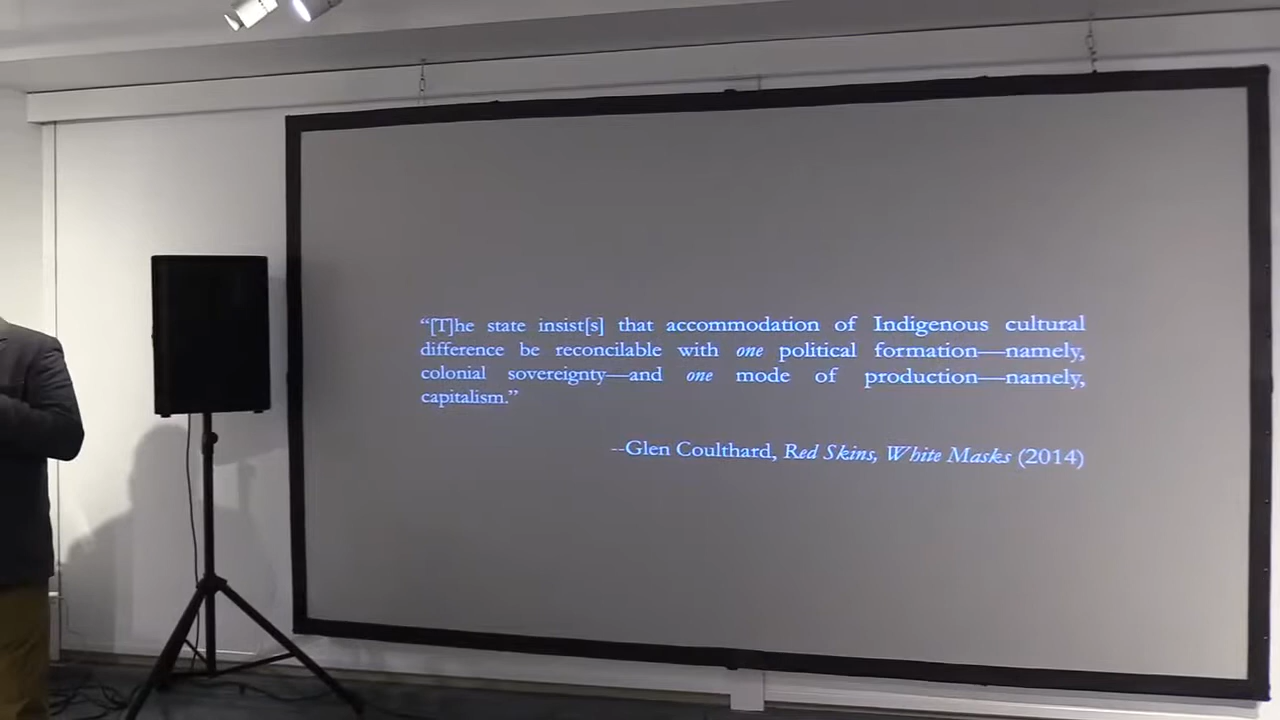 “[T]he state insist[s] that accommodation of Indigenous cultural
difference be reconcilable with one political formation—namely,
colonial sovereignty—and one mode of production—namely,
capitalism.”
--Glen Coulthard, Red Skins, White Masks (2014)